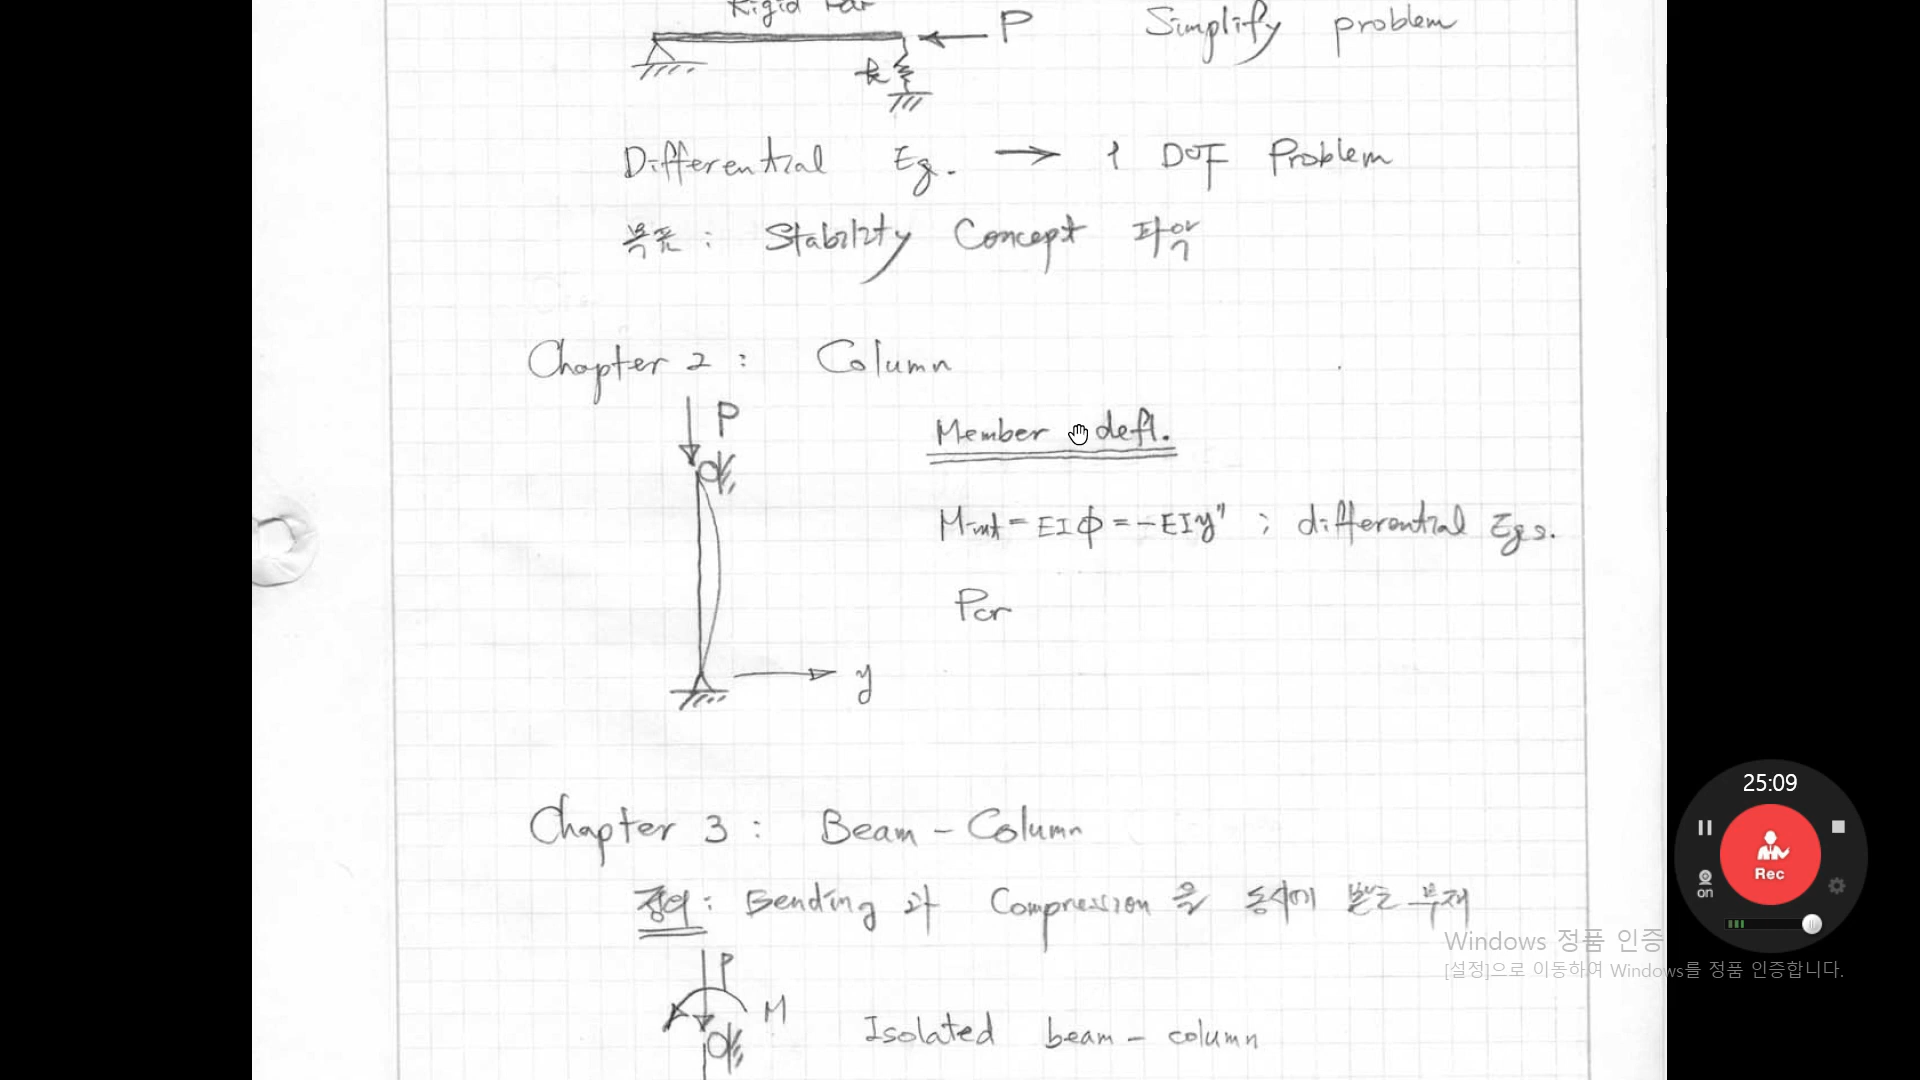 Rigid bar
P
Simplify problem
k
Differential Eq. → 1 DOF Problem
목표 : Stability Concept 파악
Chapter 2 : Column
P
Member defl.
Mint = EIΦ = -EIy" ; differential Eqs.
Pcr
y
Chapter 3 : Beam - Column
정의 : Bending 과 Compression 을 동시에 받는 부재
P
M
Isolated beam - column
25:09
Rec
on
Windows 정품 인증
[설정]으로 이동하여 Windows를 정품 인증합니다.